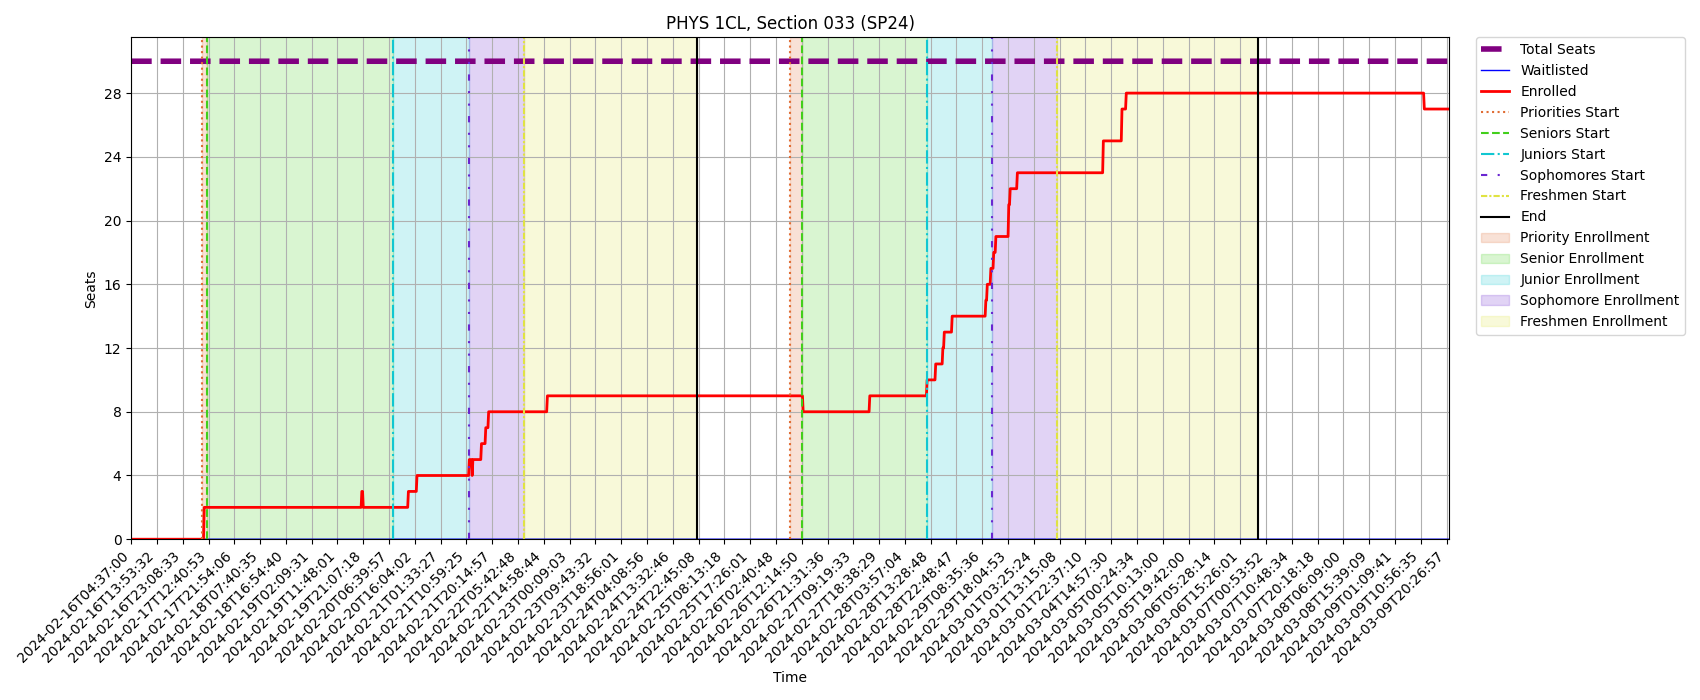 PHYS 1CL, Section 033 (SP24)
Total Seats
Waitlisted
Enrolled
Priorities Start
Seniors Start
Juniors Start
Sophomores Start
Freshmen Start
End
Priority Enrollment
Senior Enrollment
Junior Enrollment
Sophomore Enrollment
Freshmen Enrollment
Seats
28
24
20
16
12
8
4
0
2024-02-16T04:37:00
2024-02-16T13:53:32
2024-02-16T23:08:33
2024-02-17T12:40:53
2024-02-17T21:54:06
2024-02-18T07:40:35
2024-02-18T16:54:40
2024-02-19T02:09:31
2024-02-19T11:48:01
2024-02-19T21:07:18
2024-02-20T06:39:57
2024-02-20T16:04:02
2024-02-21T01:33:27
2024-02-21T10:59:25
2024-02-21T20:14:57
2024-02-22T05:42:48
2024-02-22T14:58:44
2024-02-23T00:09:03
2024-02-23T09:43:32
2024-02-23T18:56:01
2024-02-24T04:08:56
2024-02-24T13:32:46
2024-02-24T22:45:08
2024-02-25T08:13:18
2024-02-25T17:26:01
2024-02-26T02:40:48
2024-02-26T12:14:50
2024-02-26T21:31:36
2024-02-27T09:19:33
2024-02-27T18:38:29
2024-02-28T03:57:04
2024-02-28T13:28:48
2024-02-28T22:48:47
2024-02-29T08:35:36
2024-02-29T18:04:53
2024-03-01T03:25:24
2024-03-01T13:15:08
2024-03-01T22:37:10
2024-03-04T14:57:30
2024-03-05T00:24:34
2024-03-05T10:13:00
2024-03-05T19:42:00
2024-03-06T05:28:14
2024-03-06T15:26:01
2024-03-07T00:53:52
2024-03-07T10:48:34
2024-03-07T20:18:18
2024-03-08T06:09:00
2024-03-08T15:39:09
2024-03-09T01:09:41
2024-03-09T10:56:35
2024-03-09T20:26:57
Time